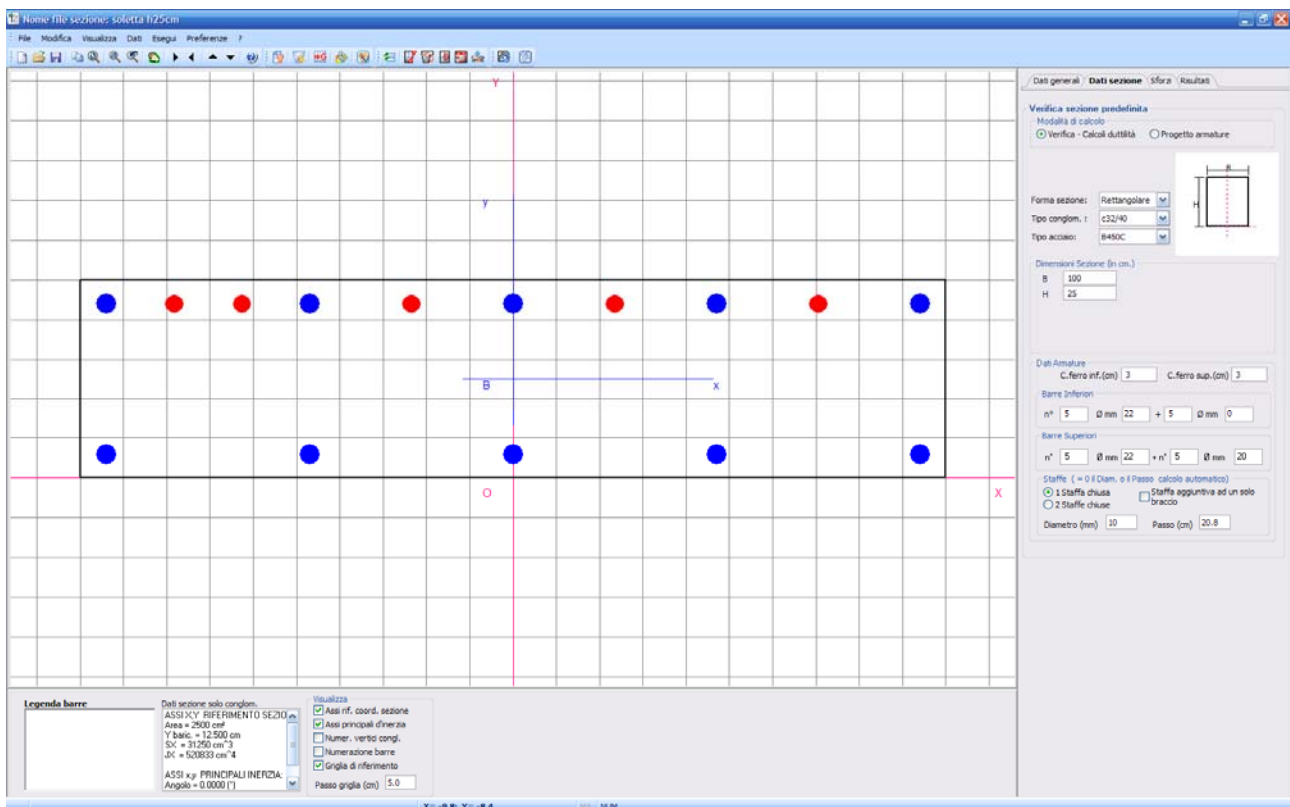 Nome file sezione: soletta h25cm
File Modifica Visualizza Dati Esegui Preferenze ?
Y
y
B
x
O
X
Dati generali Dati sezione Sforzi Risultati
Verifica sezione predefinita
Modalità di calcolo
Verifica - Calcoli duttilità Progetto armature
B
H
Forma sezione: Rettangolare
Tipo conglom. : c32/40
Tipo acciaio: B450C
Dimensioni Sezione (in cm.)
B 100
H 25
Dati Armature
C.ferro inf.(cm) 3 C.ferro sup.(cm) 3
Barre Inferiori
n° 5 Ø mm 22 + 5 Ø mm 0
Barre Superiori
n° 5 Ø mm 22 + n° 5 Ø mm 20
Staffe ( = 0 il Diam. o il Passo calcolo automatico)
1 Staffa chiusa
2 Staffe chiuse
Staffa aggiuntiva ad un solo braccio
Diametro (mm) 10 Passo (cm) 20.8
Legenda barre
Dati sezione solo conglom.
ASSI X,Y RIFERIMENTO SEZIO
Area = 2500 cm²
Y baric. = 12.500 cm
SX = 31250 cm^3
JX = 520833 cm^4
ASSI x,y PRINCIPALI INERZIA:
Angolo = 0.0000 (°)
Visualizza
Assi rif. coord. sezione
Assi principali d'inerzia
Numer. vertici congl.
Numerazione barre
Griglia di riferimento
Passo griglia (cm) 5.0